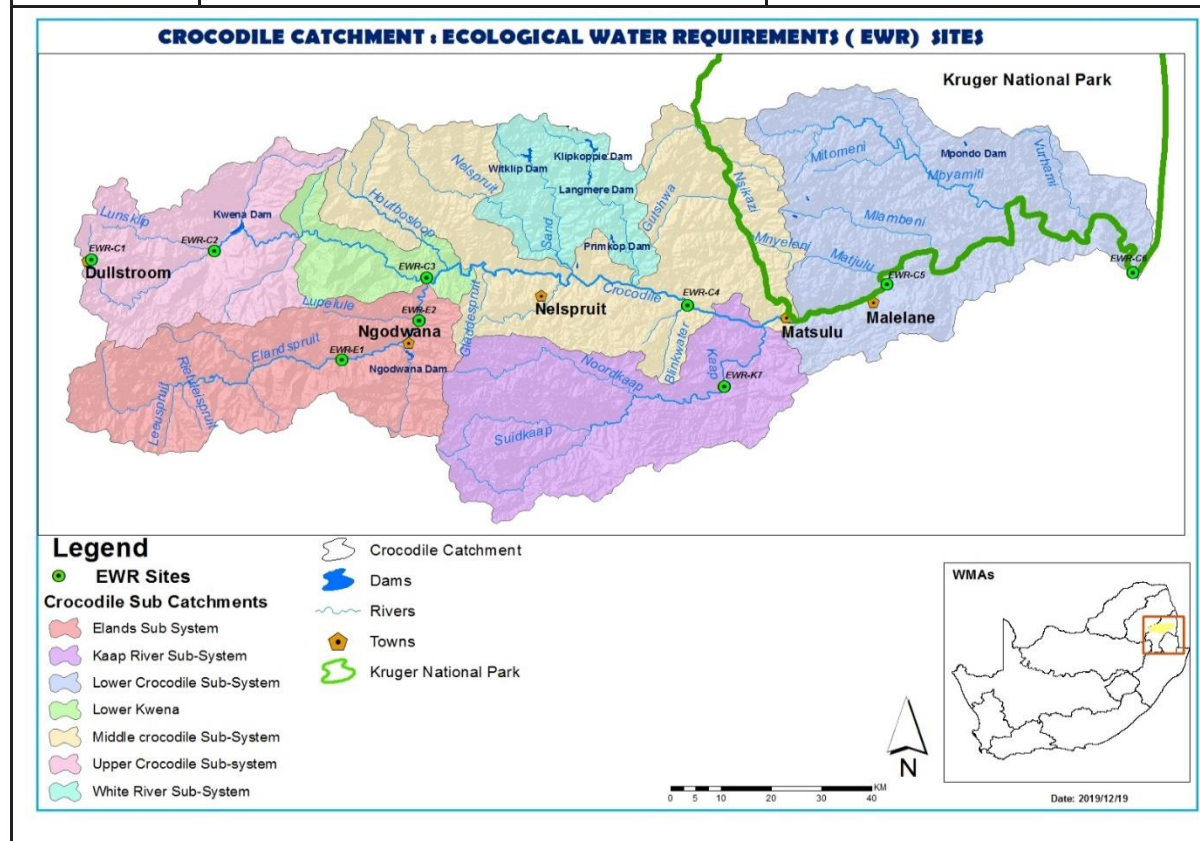 CROCODILE CATCHMENT : ECOLOGICAL WATER REQUIREMENTS ( EWR) SITES
Kruger National Park
Klipkoppie Dam
Witklip Dam
Langmere Dam
Primkop Dam
Mpondo Dam
Vurhami
Mitomeni
Mbyamiti
Mlambeni
Matjulu
Mnyeleni
Nsikazi
Gutshwa
Nelspruit
Sand
Houtbosloop
Lunsklip
Kwena Dam
EWR-C1
EWR-C2
Dullstroom
EWR-C3
EWR-C6
EWR-C5
EWR-C4
Crocodile
Nelspruit
Malelane
Matsulu
Lupelule
EWR-E2
Ngodwana
Gladdespruit
Elandspruit
EWR-E1
Ngodwana Dam
Blinkwater
Kaap
EWR-K7
Noordkaap
Suidkaap
Leeuspruit
Legend
EWR Sites
Crocodile Sub Catchments
Elands Sub System
Kaap River Sub-System
Lower Crocodile Sub-System
Lower Kwena
Middle crocodile Sub-System
Upper Crocodile Sub-system
White River Sub-System
Crocodile Catchment
Dams
Rivers
Towns
Kruger National Park
N
0 5 10 20 30 40
KM
WMAs
Date: 2019/12/19